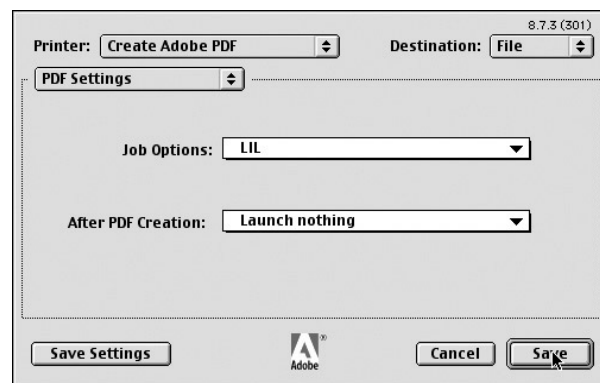 8.7.3 (301)
Printer: Create Adobe PDF Destination: File
PDF Settings
Job Options: LIL
After PDF Creation: Launch nothing
Save Settings Adobe® Cancel Save